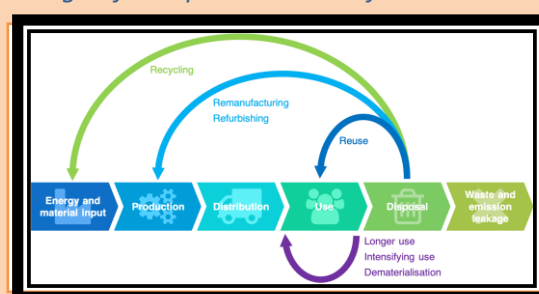 Recycling
Remanufacturing
Refurbishing
Reuse
Energy and
material input
Production
Distribution
Use
Disposal
Waste and
emission
leakage
Longer use
Intensifying use
Dematerialisation